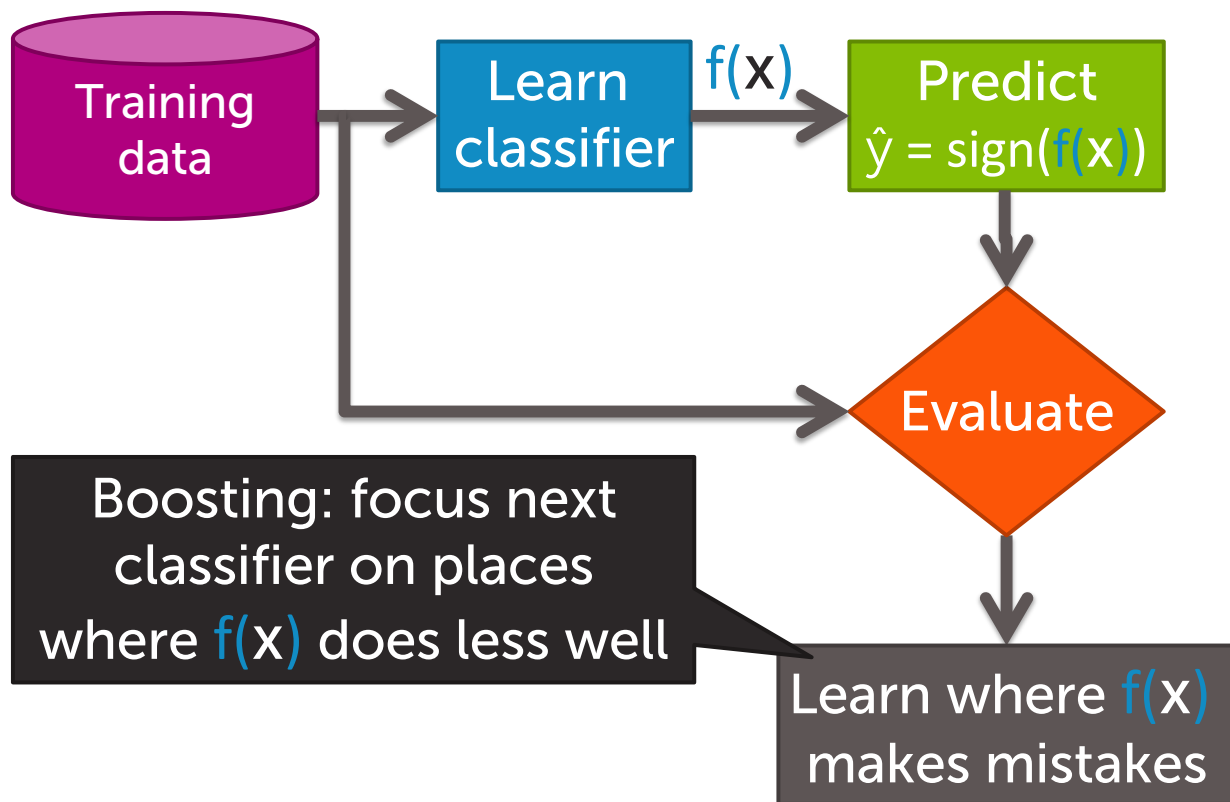 Training
data
Learn
classifier
f(x)
Predict
ŷ = sign(f(x))
Evaluate
Boosting: focus next
classifier on places
where f(x) does less well
Learn where f(x)
makes mistakes